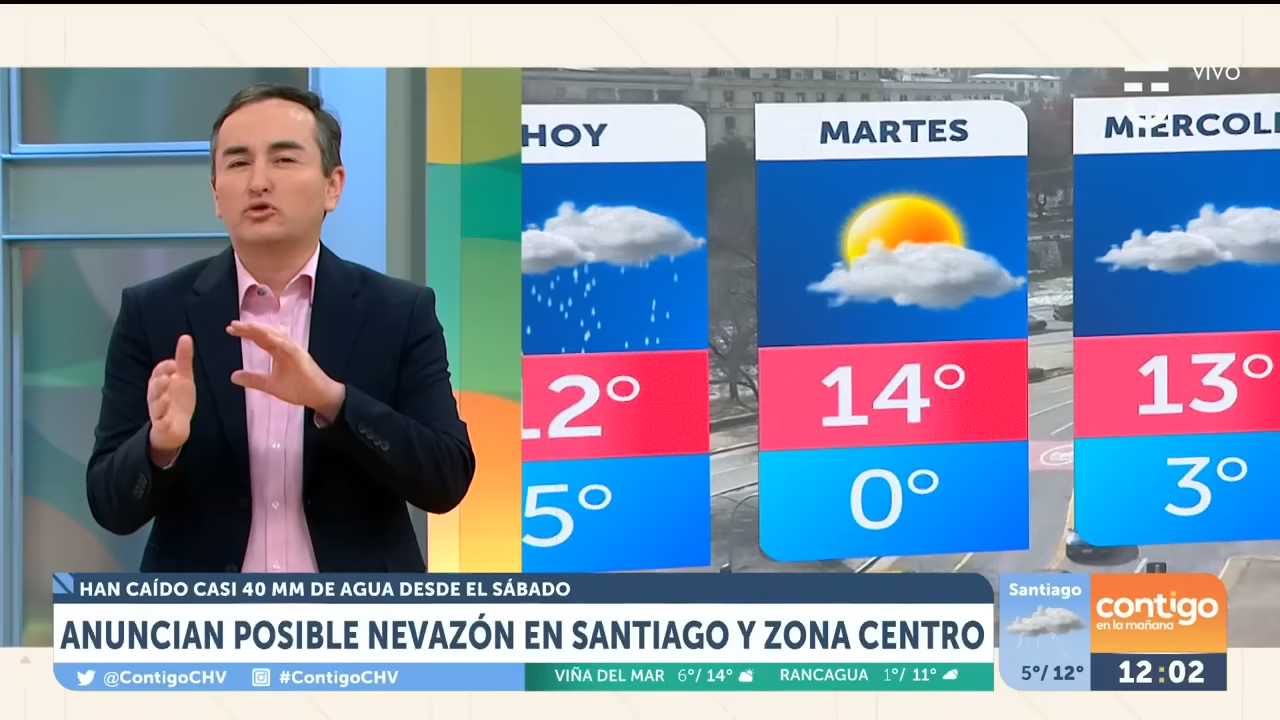 VIVO
HOY
MARTES
MIÉRCOL
12°
14°
13°
5°
0°
3°
HAN CAÍDO CASI 40 MM DE AGUA DESDE EL SÁBADO
ANUNCIAN POSIBLE NEVAZÓN EN SANTIAGO Y ZONA CENTRO
@ContigoCHV #ContigoCHV
VIÑA DEL MAR 6°/14° RANCAGUA 1°/11°
Santiago
5°/12°
contigo
en la mañana
12:02